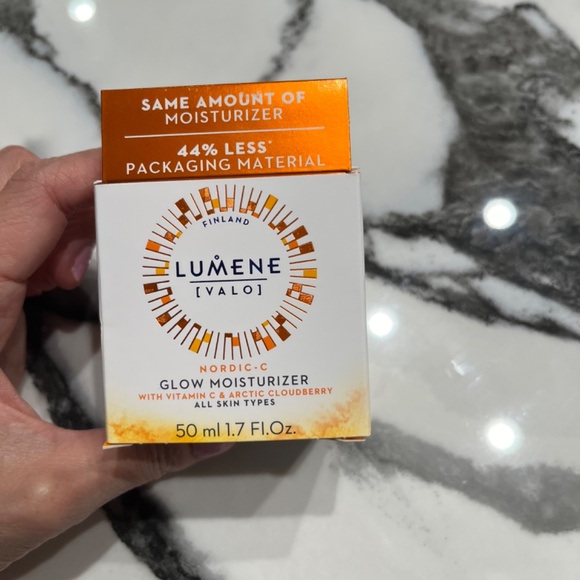 SAME AMOUNT OF
MOISTURIZER
44% LESS*
PACKAGING MATERIAL
FINLAND
LUMENE
[VALO]
NORDIC-C
GLOW MOISTURIZER
WITH VITAMIN C & ARCTIC CLOUDBERRY
ALL SKIN TYPES
50 ml 1.7 Fl.Oz.